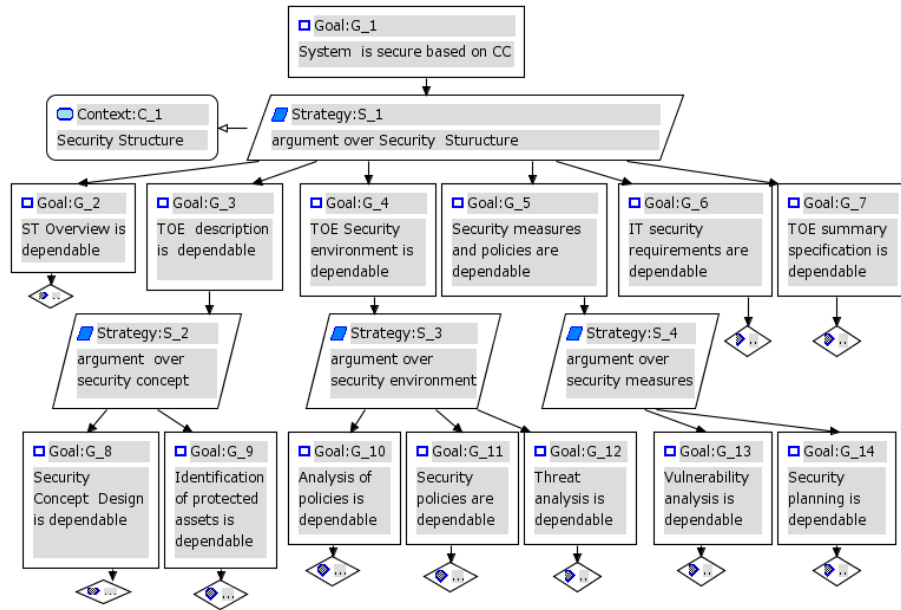 Goal:G_1
System is secure based on CC
Context:C_1
Security Structure
Strategy:S_1
argument over Security Sturucture
Goal:G_2
ST Overview is
dependable
..
Goal:G_3
TOE description
is dependable
Goal:G_4
TOE Security
environment is
dependable
Goal:G_5
Security measures
and policies are
dependable
Goal:G_6
IT security
requirements are
dependable
..
Goal:G_7
TOE summary
specification is
dependable
..
Strategy:S_2
argument over
security concept
Strategy:S_3
argument over
security environment
Strategy:S_4
argument over
security measures
Goal:G_8
Security
Concept Design
is dependable
...
Goal:G_9
Identification
of protected
assets is
dependable
...
Goal:G_10
Analysis of
policies is
dependable
...
Goal:G_11
Security
policies are
dependable
...
Goal:G_12
Threat
analysis is
dependable
..
Goal:G_13
Vulnerability
analysis is
dependable
..
Goal:G_14
Security
planning is
dependable
..